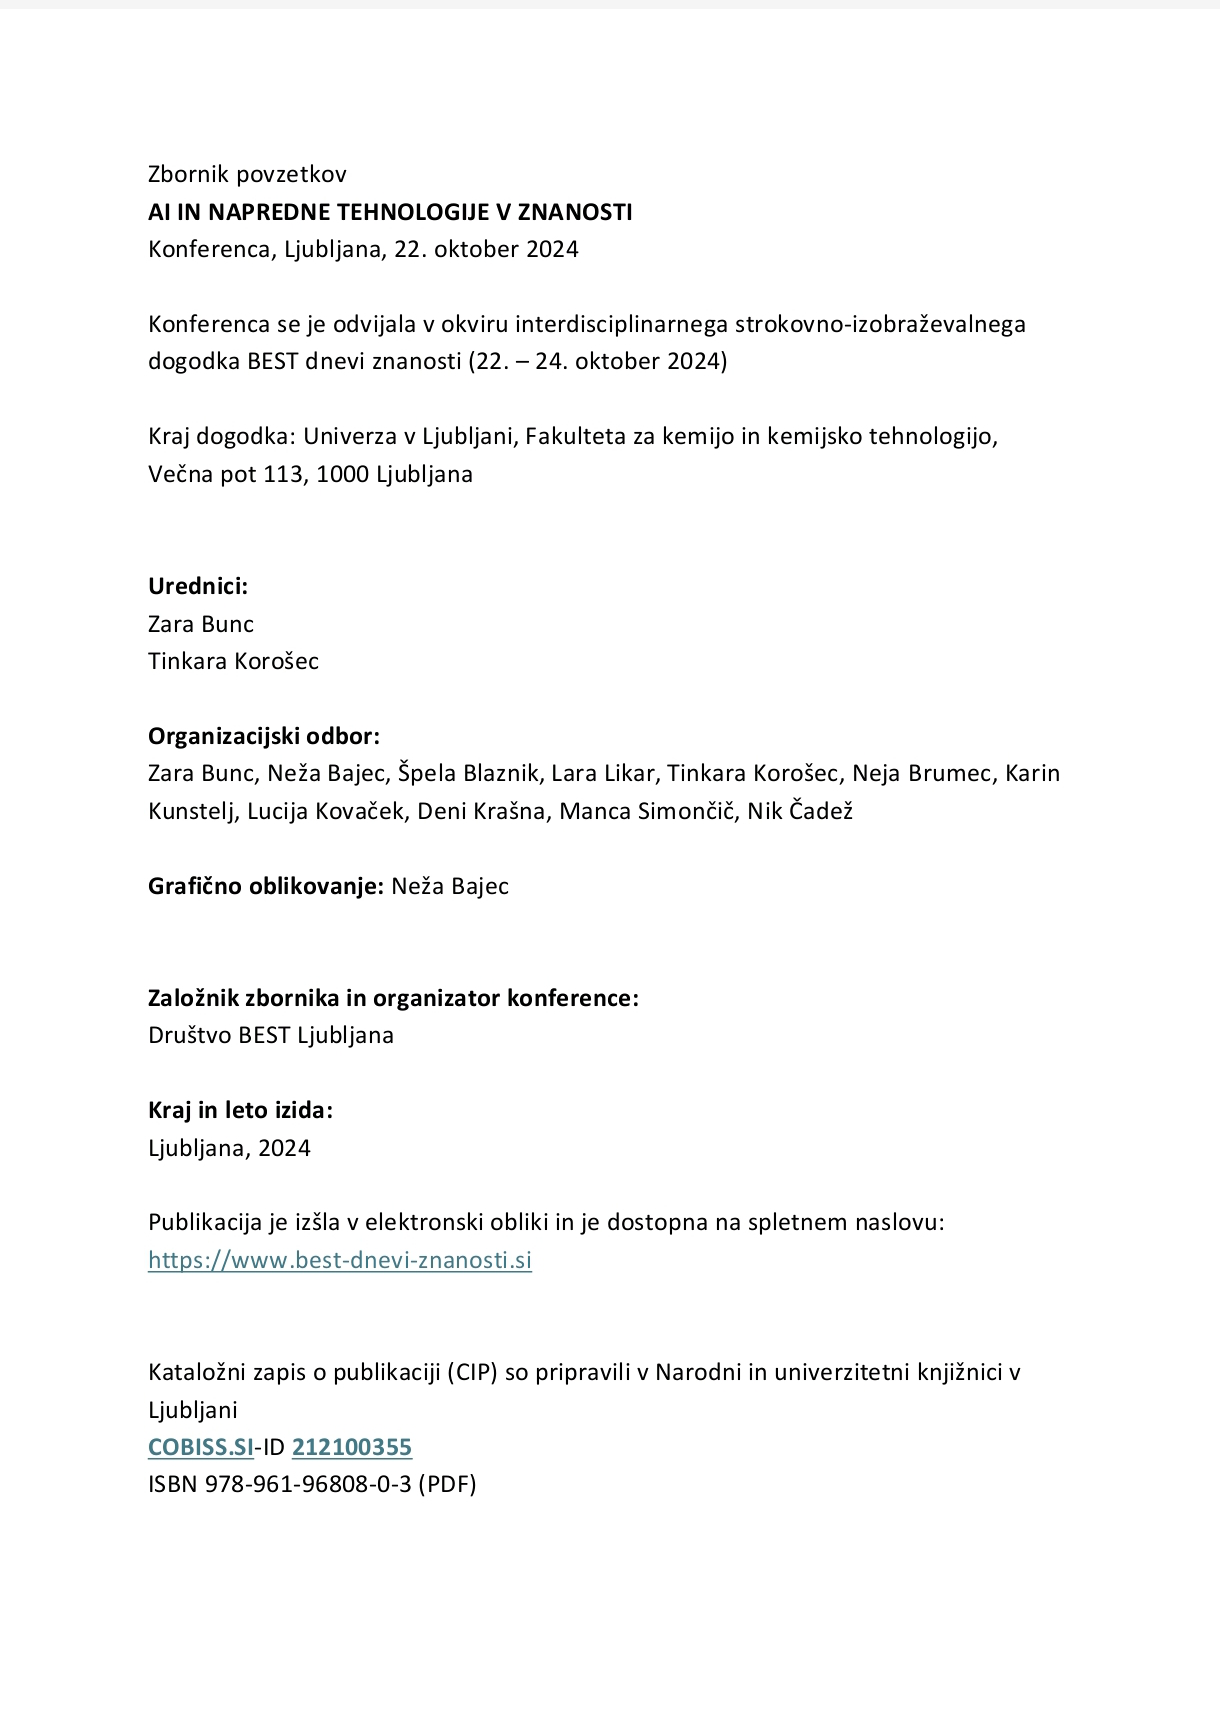 Zbornik povzetkov
AI IN NAPREDNE TEHNOLOGIJE V ZNANOSTI
Konferenca, Ljubljana, 22. oktober 2024
Konferenca se je odvijala v okviru interdisciplinarnega strokovno-izobraževalnega
dogodka BEST dnevi znanosti (22. – 24. oktober 2024)
Kraj dogodka: Univerza v Ljubljani, Fakulteta za kemijo in kemijsko tehnologijo,
Večna pot 113, 1000 Ljubljana
Urednici:
Zara Bunc
Tinkara Korošec
Organizacijski odbor:
Zara Bunc, Neža Bajec, Špela Blaznik, Lara Likar, Tinkara Korošec, Neja Brumec, Karin
Kunstelj, Lucija Kovaček, Deni Krašna, Manca Simončič, Nik Čadež
Grafično oblikovanje: Neža Bajec
Založnik zbornika in organizator konference:
Društvo BEST Ljubljana
Kraj in leto izida:
Ljubljana, 2024
Publikacija je izšla v elektronski obliki in je dostopna na spletnem naslovu:
https://www.best-dnevi-znanosti.si
Kataložni zapis o publikaciji (CIP) so pripravili v Narodni in univerzitetni knjižnici v
Ljubljani
COBISS.SI-ID 212100355
ISBN 978-961-96808-0-3 (PDF)